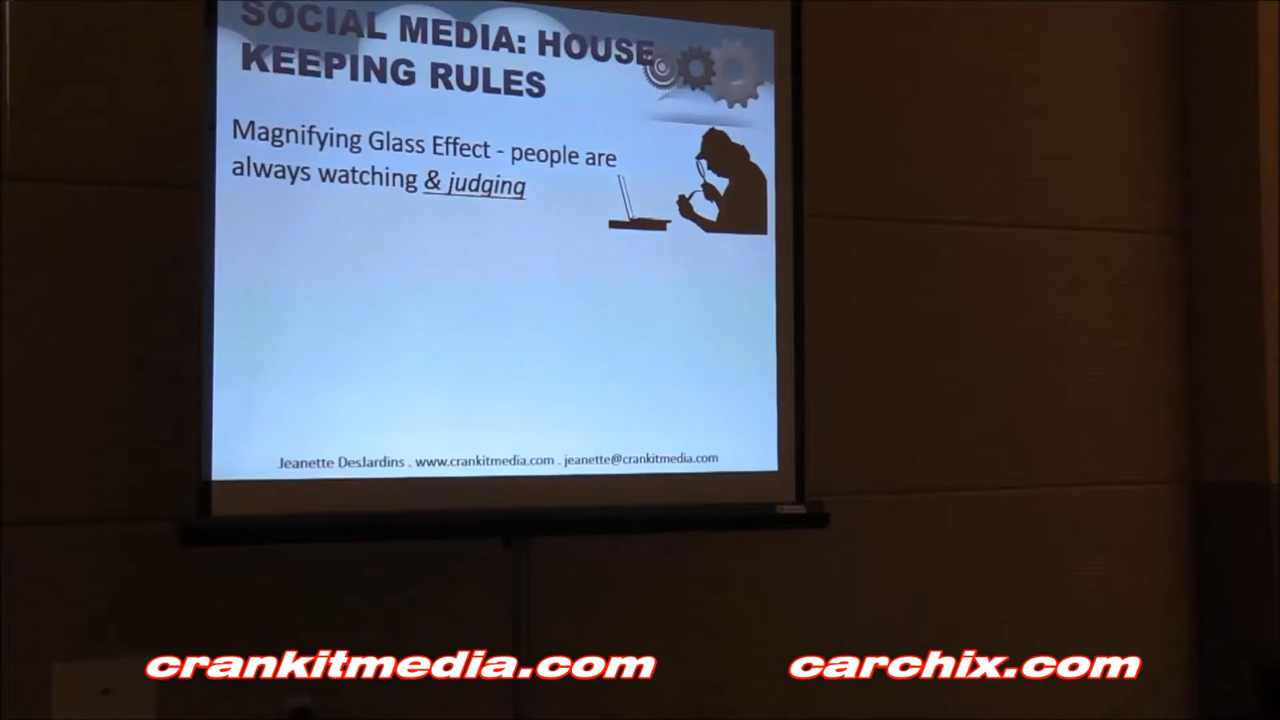 SOCIAL MEDIA: HOUSE
KEEPING RULES
Magnifying Glass Effect - people are
always watching & judging
Jeanette DesJardins . www.crankitmedia.com . jeanette@crankitmedia.com
crankitmedia.com
carchix.com